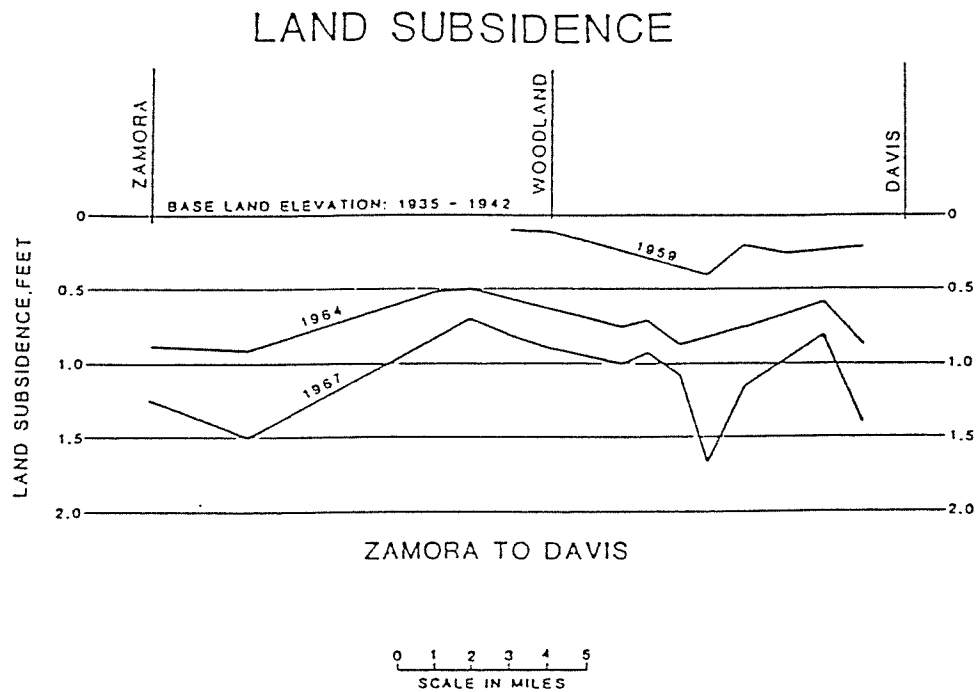 LAND SUBSIDENCE
ZAMORA
WOODLAND
DAVIS
BASE LAND ELEVATION: 1935 - 1942
0
0
1959
0.5
0.5
1964
1.0
1.0
1967
1.5
1.5
2.0
2.0
LAND SUBSIDENCE, FEET
ZAMORA TO DAVIS
0 1 2 3 4 5
SCALE IN MILES